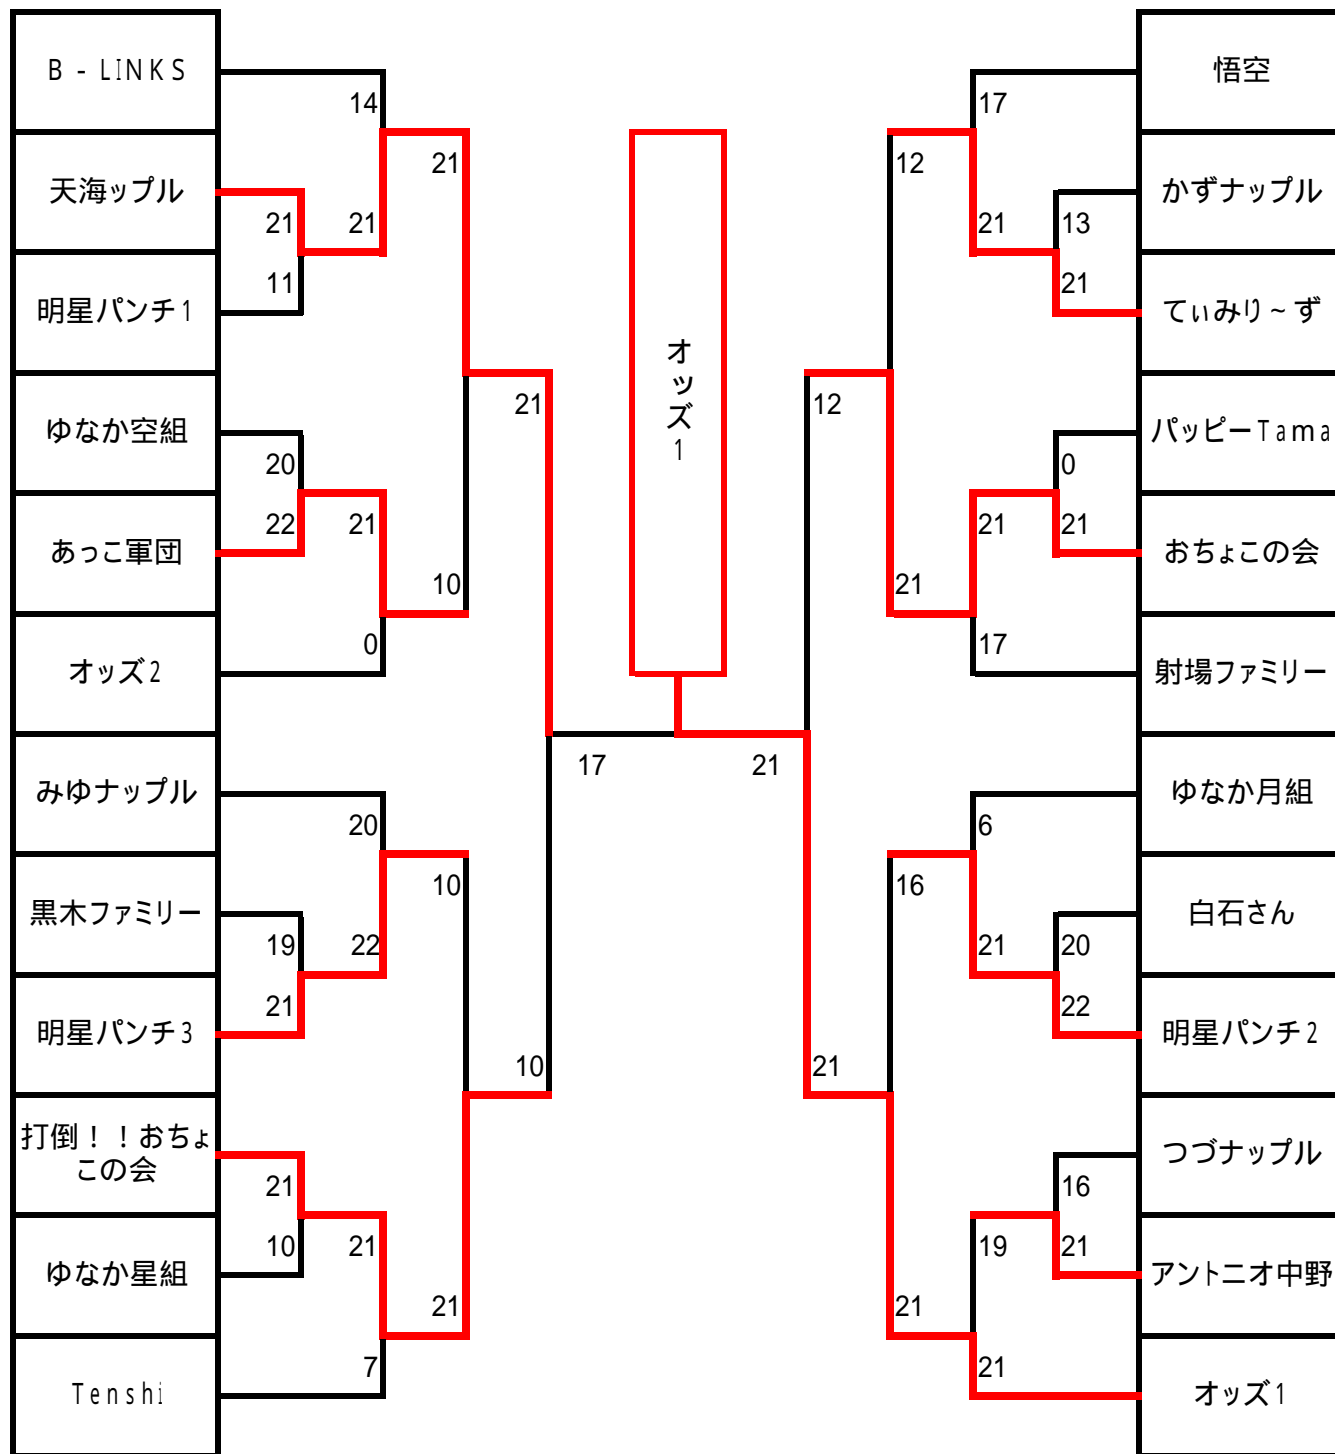 B - LINKS
天海ップル
明星パンチ1
ゆなか空組
あっこ軍団
オッズ2
みゆナップル
黒木ファミリー
明星パンチ3
打倒！！おちょ
この会
ゆなか星組
Tenshi
14
21
11
21
21
20
22
21
0
10
21
20
19
21
22
10
21
10
21
7
21
10
17
オッズ1
21
12
21
12
21
16
21
17
21
13
21
0
21
21
17
6
21
20
22
16
21
19
21
悟空
かずナップル
てぃみり～ず
パッピーTama
おちょこの会
射場ファミリー
ゆなか月組
白石さん
明星パンチ2
つづナップル
アントニオ中野
オッズ1